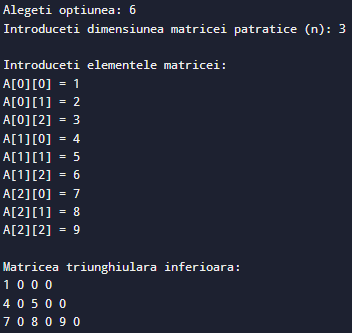 Alegeti optiunea: 6
Introduceti dimensiunea matricei patratice (n): 3
Introduceti elementele matricei:
A[0][0] = 1
A[0][1] = 2
A[0][2] = 3
A[1][0] = 4
A[1][1] = 5
A[1][2] = 6
A[2][0] = 7
A[2][1] = 8
A[2][2] = 9
Matricea triunghiulara inferioara:
1 0 0 0
4 0 5 0 0
7 0 8 0 9 0